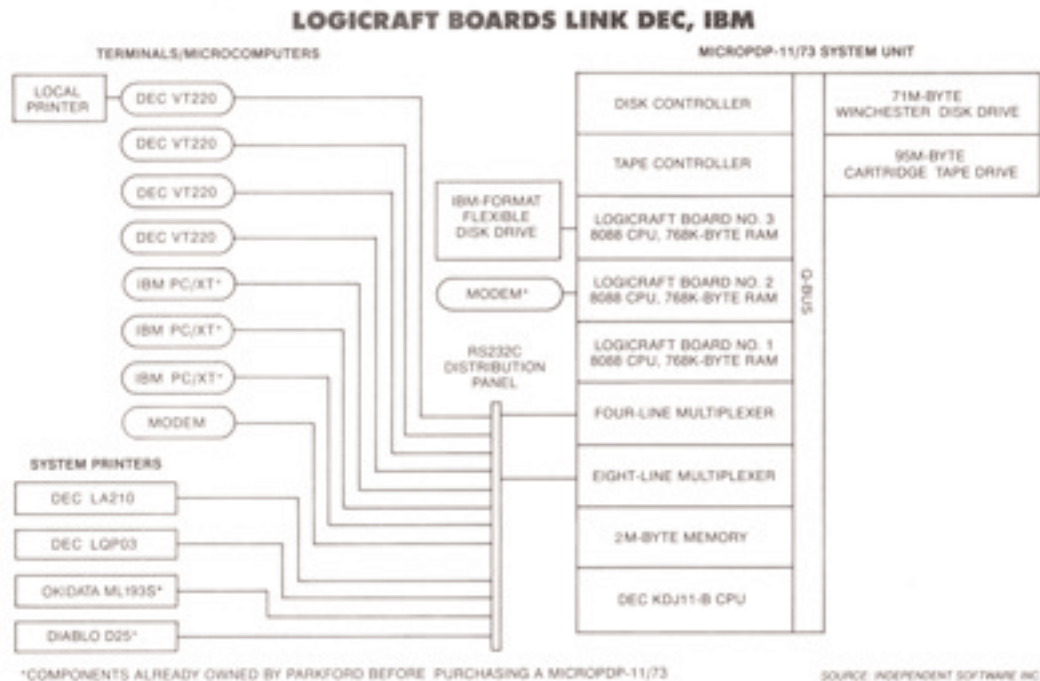 LOGICRAFT BOARDS LINK DEC, IBM
TERMINALS/MICROCOMPUTERS
LOCAL
PRINTER
DEC VT220
DEC VT220
DEC VT220
DEC VT220
IBM PC/XT*
IBM PC/XT*
IBM PC/XT*
MODEM
SYSTEM PRINTERS
DEC LA210
DEC LQP03
OKIDATA ML193S*
DIABLO D25*
IBM-FORMAT
FLEXIBLE
DISK DRIVE
MODEM*
RS232C
DISTRIBUTION
PANEL
MICROPDP-11/73 SYSTEM UNIT
DISK CONTROLLER
TAPE CONTROLLER
LOGICRAFT BOARD NO. 3
8088 CPU, 768K-BYTE RAM
LOGICRAFT BOARD NO. 2
8088 CPU, 768K-BYTE RAM
LOGICRAFT BOARD NO. 1
8088 CPU, 768K-BYTE RAM
FOUR-LINE MULTIPLEXER
EIGHT-LINE MULTIPLEXER
2M-BYTE MEMORY
DEC KDJ11-B CPU
Q-BUS
71M-BYTE
WINCHESTER DISK DRIVE
95M-BYTE
CARTRIDGE TAPE DRIVE
*COMPONENTS ALREADY OWNED BY PARKFORD BEFORE PURCHASING A MICROPDP-11/73
SOURCE: INDEPENDENT SOFTWARE INC